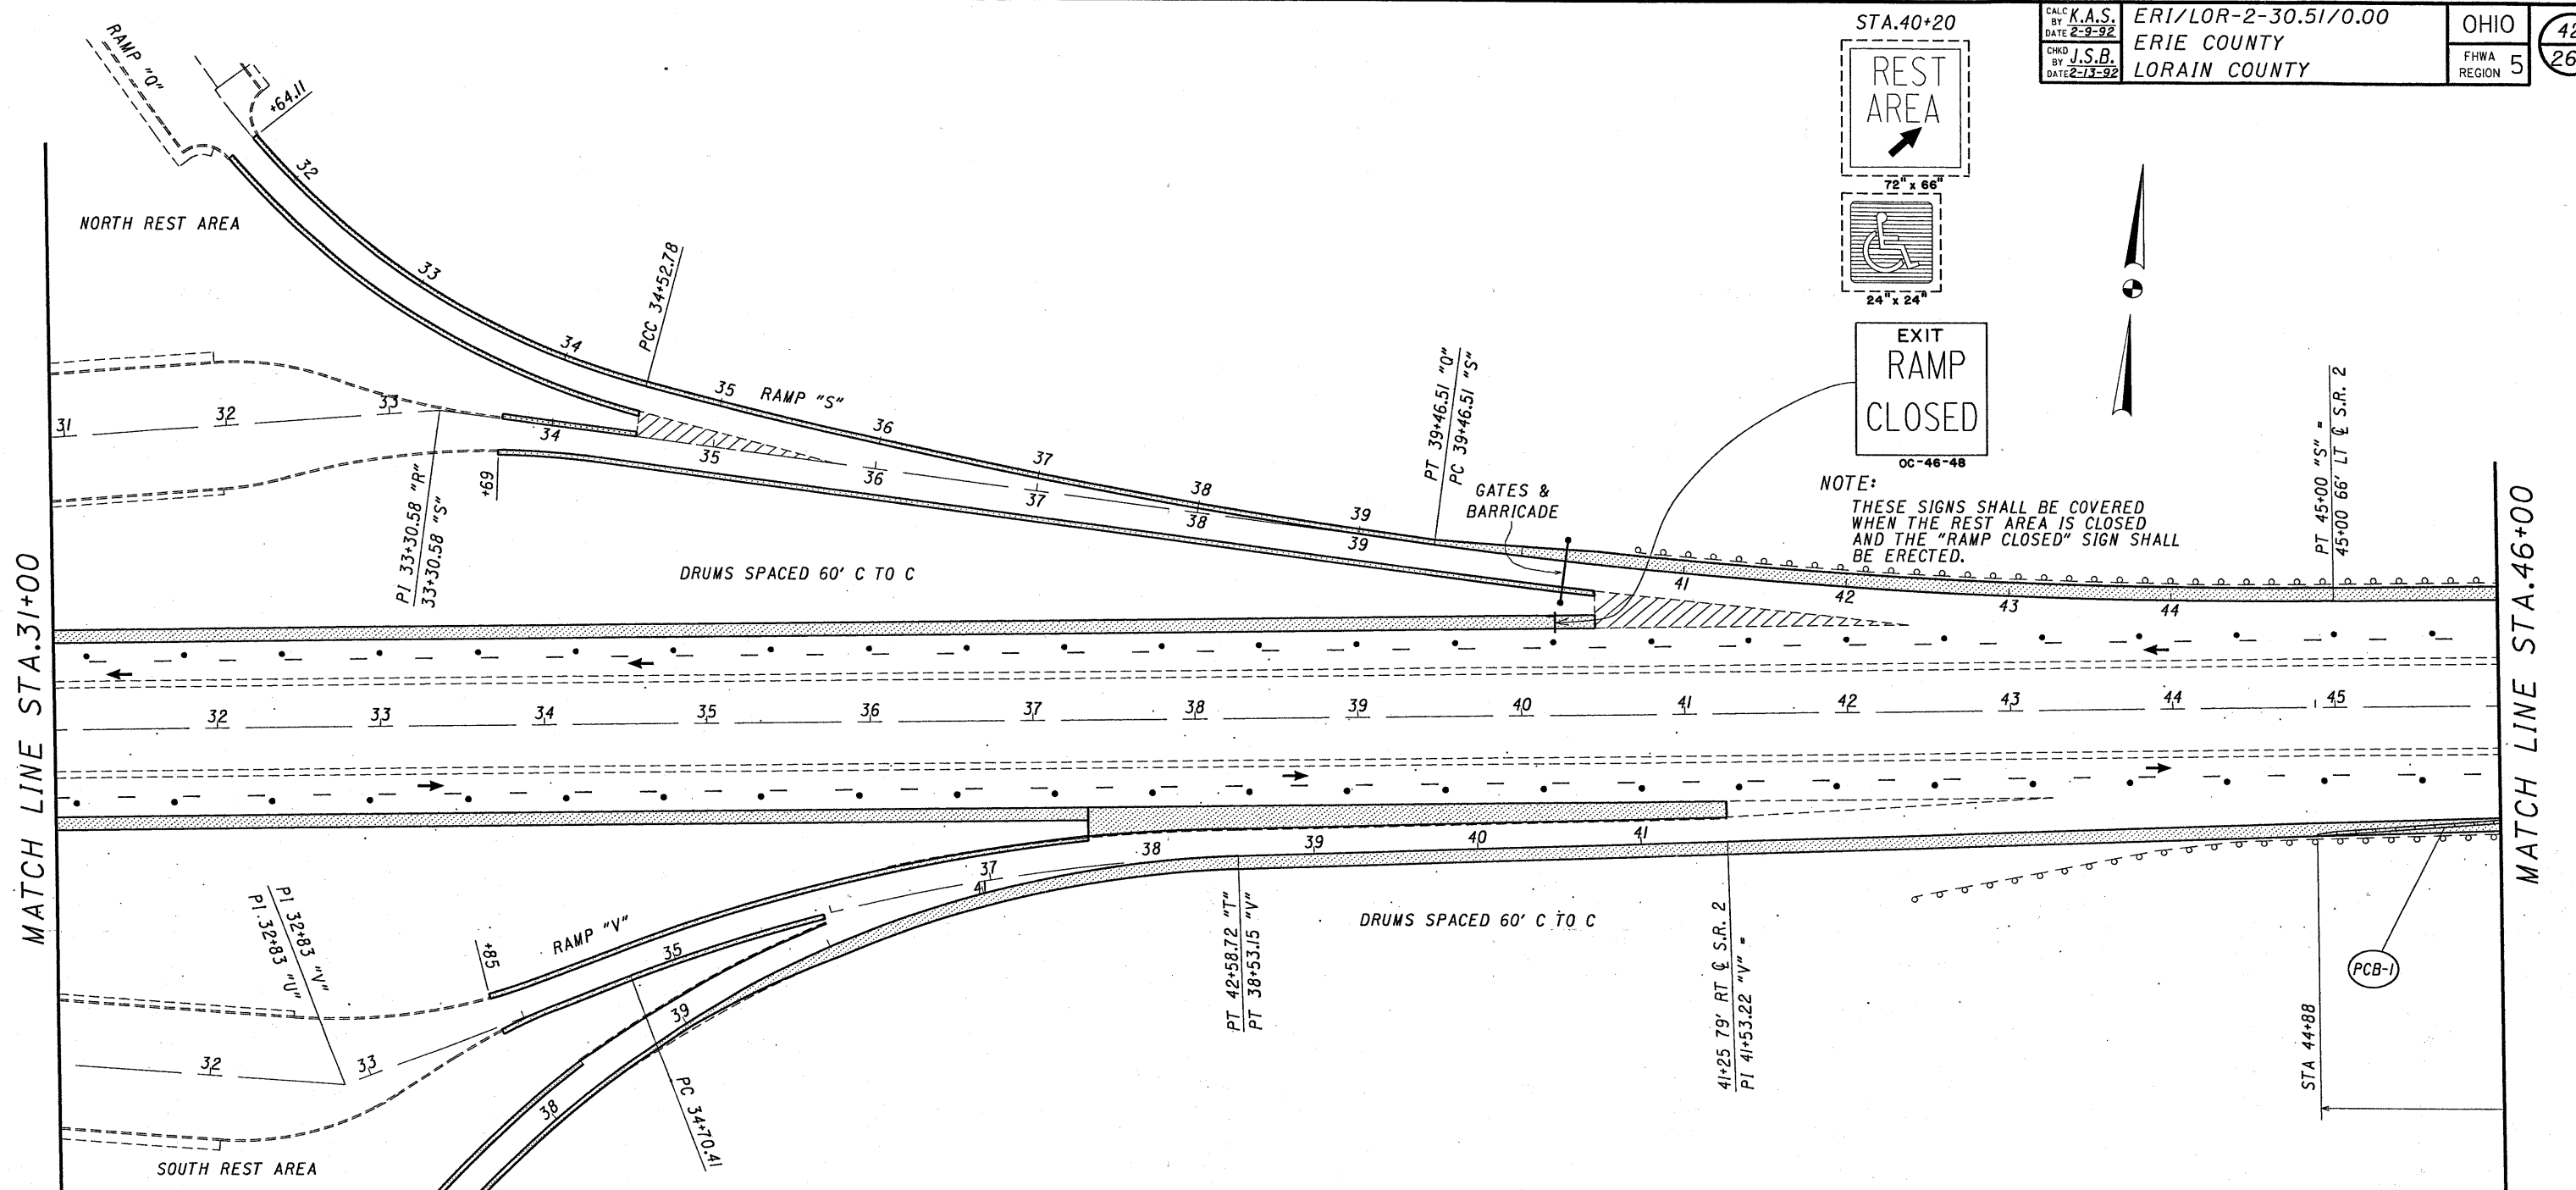 CALC BY K.A.S.
DATE 2-9-92
CHKD BY J.S.B.
DATE 2-13-92
ERI/LOR-2-30.51/0.00
ERIE COUNTY
LORAIN COUNTY
OHIO
FHWA REGION 5
42
26
STA.40+20
REST
AREA
72" x 66"
24" x 24"
EXIT
RAMP
CLOSED
OC-46-48
NOTE:
THESE SIGNS SHALL BE COVERED
WHEN THE REST AREA IS CLOSED
AND THE "RAMP CLOSED" SIGN SHALL
BE ERECTED.
RAMP "Q"
+64.11
32
33
34
35
36
37
38
39
RAMP "S"
NORTH REST AREA
PCC 34+52.78
31
32
33
34
35
36
37
38
39
41
42
43
44
+69
PI 33+30.58 "R"
33+30.58 "S"
PT 39+46.51 "Q"
PC 39+46.51 "S"
GATES &
BARRICADE
PT 45+00 "S" =
45+00 66' LT ℄ S.R. 2
DRUMS SPACED 60' C TO C
MATCH LINE STA.31+00
MATCH LINE STA.46+00
32
33
34
35
36
37
38
39
40
41
42
43
44
45
37
38
39
40
41
41
35
39
38
32
33
PI 32+83 "V"
PI.32+83 "U"
+85
RAMP "V"
PC 34+70.41
PT 42+58.72 "T"
PT 38+53.15 "V"
DRUMS SPACED 60' C TO C
41+25 79' RT ℄ S.R. 2
PI 41+53.22 "V" =
PCB-1
STA 44+88
SOUTH REST AREA